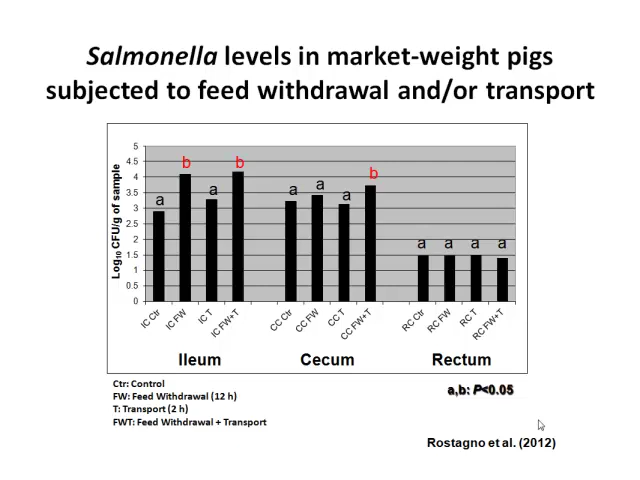 Salmonella levels in market-weight pigs
subjected to feed withdrawal and/or transport
Log10 CFU/g of sample
5
4.5
4
3.5
3
2.5
2
1.5
1
0.5
0
a b a b a a a b a a a a
IC Ctr IC FW IC T IC FW+T CC Ctr CC FW CC T CC FW+T RC Ctr RC FW RC T RC FW+T
Ileum Cecum Rectum
Ctr: Control
FW: Feed Withdrawal (12 h)
T: Transport (2 h)
FWT: Feed Withdrawal + Transport
a,b: P<0.05
Rostagno et al. (2012)